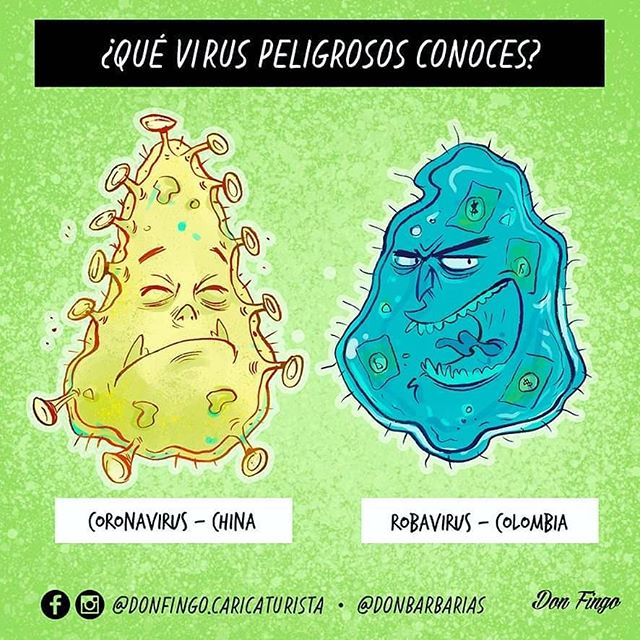 ¿QUÉ VIRUS PELIGROSOS CONOCES?
CORONAVIRUS – CHINA
ROBAVIRUS – COLOMBIA
@DONFINGO.CARICATURISTA • @DONBARBARIAS
Don Fingo